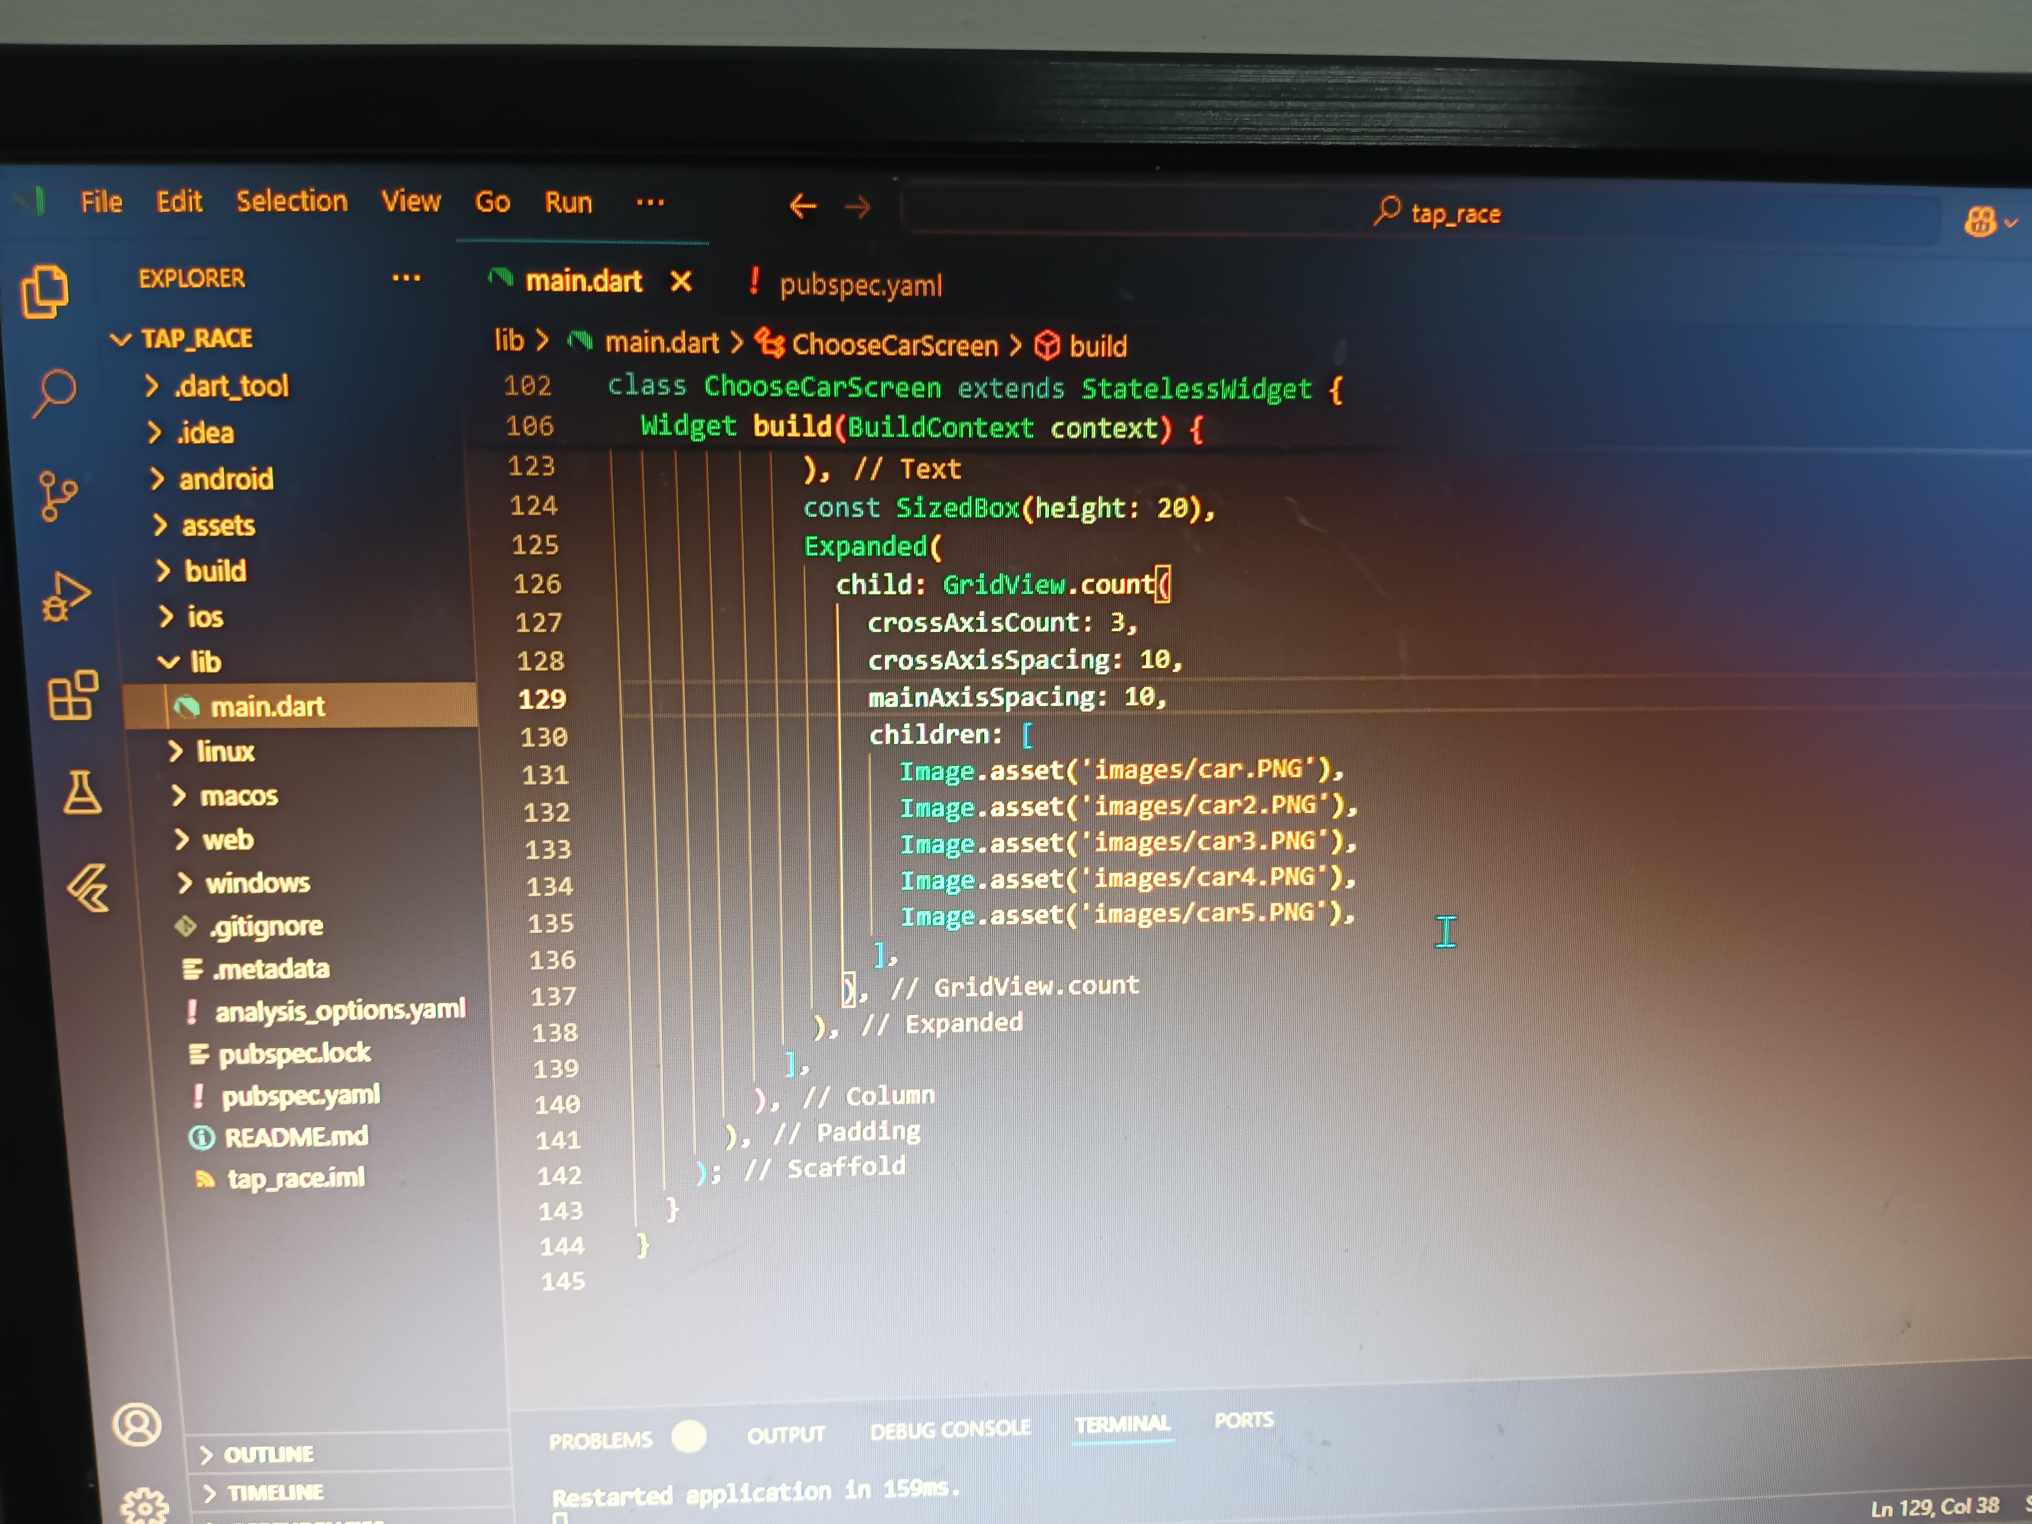 File Edit Selection View Go Run ...
tap_race
EXPLORER ...
main.dart
! pubspec.yaml
TAP_RACE
.dart_tool
.idea
android
assets
build
ios
lib
main.dart
linux
macos
web
windows
.gitignore
.metadata
! analysis_options.yaml
pubspec.lock
! pubspec.yaml
README.md
tap_race.iml
OUTLINE
TIMELINE
lib > main.dart > ChooseCarScreen > build
102 class ChooseCarScreen extends StatelessWidget {
106 Widget build(BuildContext context) {
123 ), // Text
124 const SizedBox(height: 20),
125 Expanded(
126 child: GridView.count(
127 crossAxisCount: 3,
128 crossAxisSpacing: 10,
129 mainAxisSpacing: 10,
130 children: [
131 Image.asset('images/car.PNG'),
132 Image.asset('images/car2.PNG'),
133 Image.asset('images/car3.PNG'),
134 Image.asset('images/car4.PNG'),
135 Image.asset('images/car5.PNG'),
136 ],
137 ), // GridView.count
138 ), // Expanded
139 ],
140 ), // Column
141 ), // Padding
142 ); // Scaffold
143 }
144 }
145
PROBLEMS OUTPUT DEBUG CONSOLE TERMINAL PORTS
Restarted application in 159ms.
Ln 129, Col 38